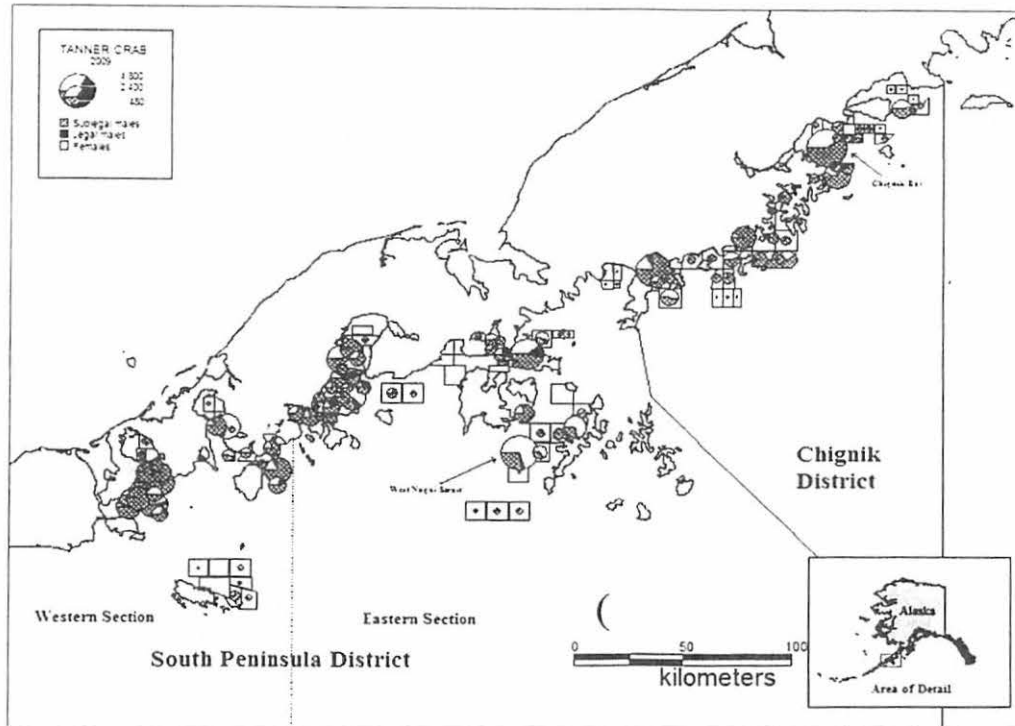 TANNER CRAB
2009
4,800
2,400
480
Sublegal males
Legal males
Females
Chignik Bay
West Nagai Strait
Chignik
District
Western Section
Eastern Section
South Peninsula District
0 50 100
kilometers
Alaska
Area of Detail